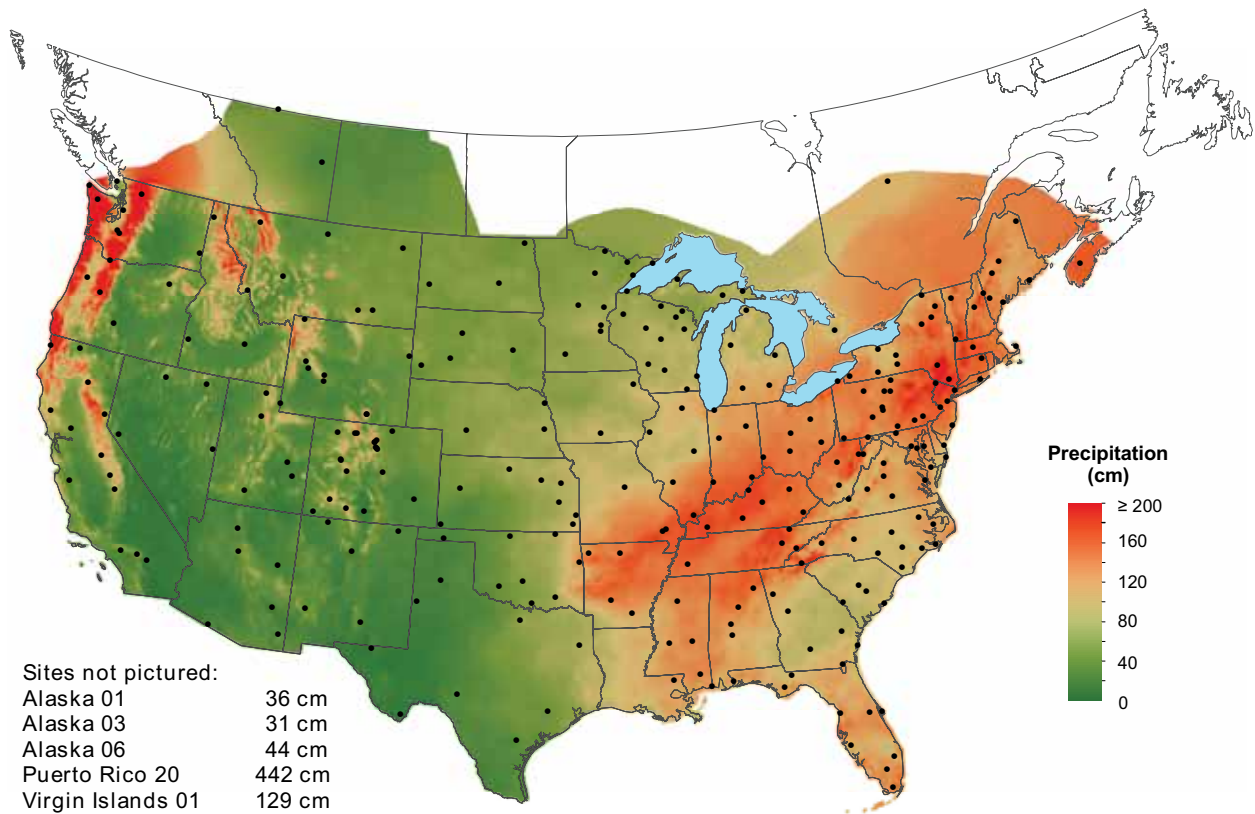 Precipitation
(cm)
≥ 200
160
120
80
40
0
Sites not pictured:
Alaska 01 36 cm
Alaska 03 31 cm
Alaska 06 44 cm
Puerto Rico 20 442 cm
Virgin Islands 01 129 cm